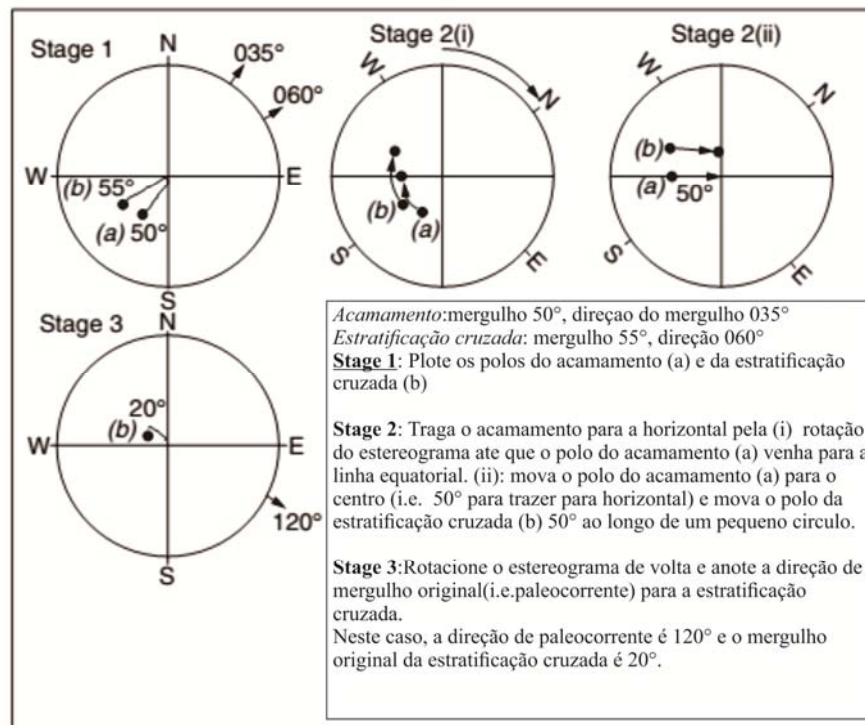 Stage 1
N
035°
060°
W
E
(b) 55°
(a) 50°
S
Stage 2(i)
W
N
(b)
(a)
S
E
Stage 2(ii)
W
N
(b)
(a)
50°
S
E
Stage 3
N
20°
(b)
W
E
120°
S
Acamamento:mergulho 50°, direçao do mergulho 035°
Estratificação cruzada: mergulho 55°, direção 060°
Stage 1: Plote os polos do acamamento (a) e da estratificação
cruzada (b)
Stage 2: Traga o acamamento para a horizontal pela (i) rotação
do estereograma ate que o polo do acamamento (a) venha para a
linha equatorial. (ii): mova o polo do acamamento (a) para o
centro (i.e. 50° para trazer para horizontal) e mova o polo da
estratificação cruzada (b) 50° ao longo de um pequeno circulo.
Stage 3:Rotacione o estereograma de volta e anote a direção de
mergulho original(i.e.paleocorrente) para a estratificação
cruzada.
Neste caso, a direção de paleocorrente é 120° e o mergulho
original da estratificação cruzada é 20°.